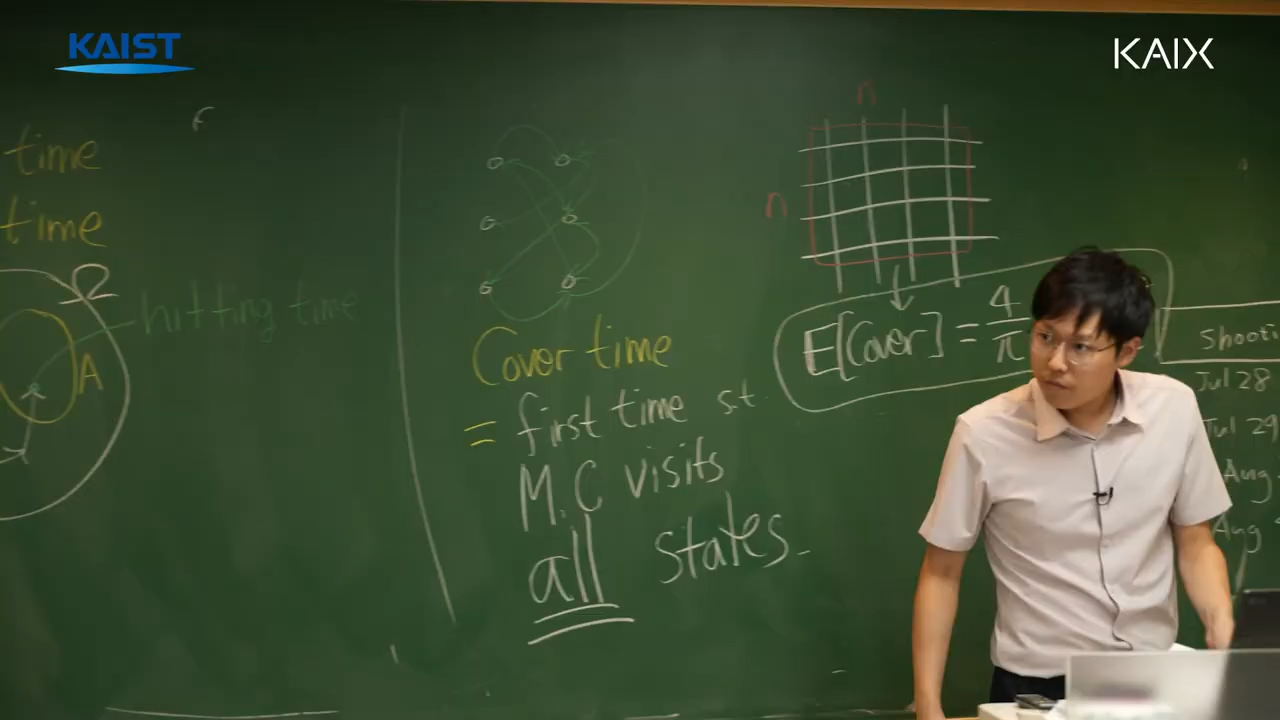 KAIST
KAIX
time
time
Ω
A
hitting time
Cover time
= first time s.t
M.C visits
all states.
n
n
E[Cover] = 4/π
Shooti
Jul 28
Jul 29
Aug
Aug